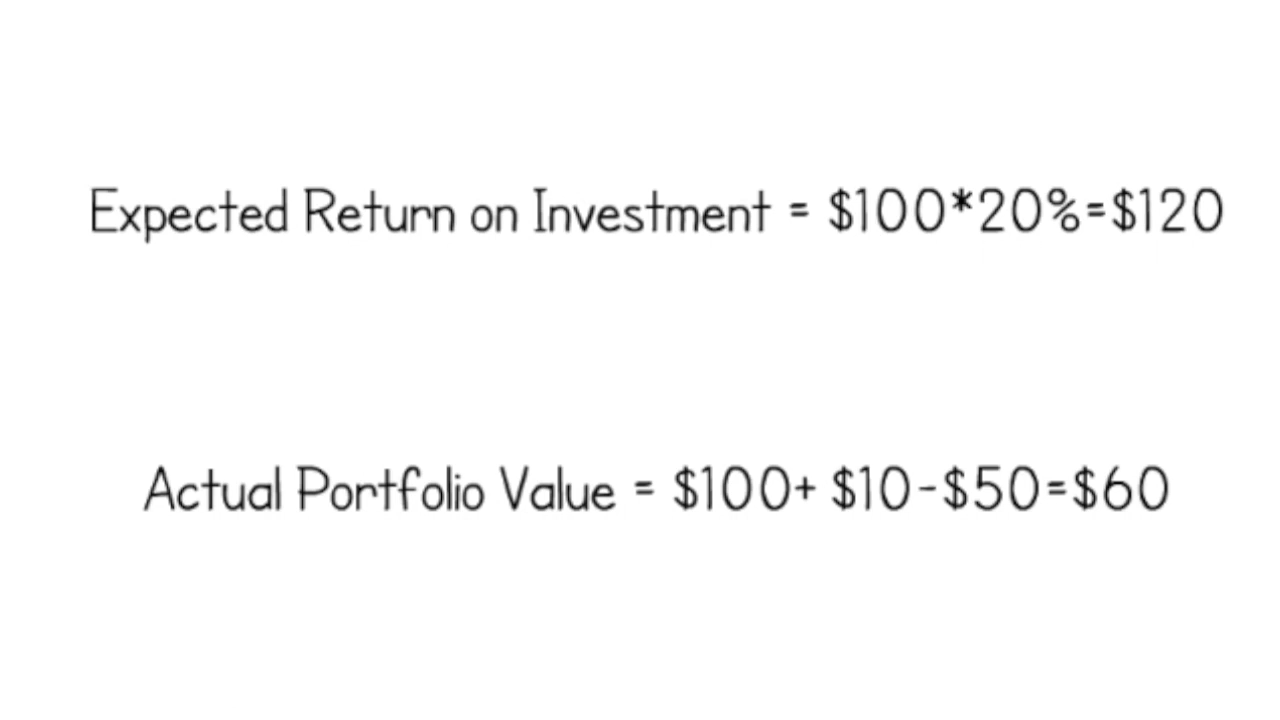 Expected Return on Investment = $100*20%=$120
Actual Portfolio Value = $100+ $10-$50=$60